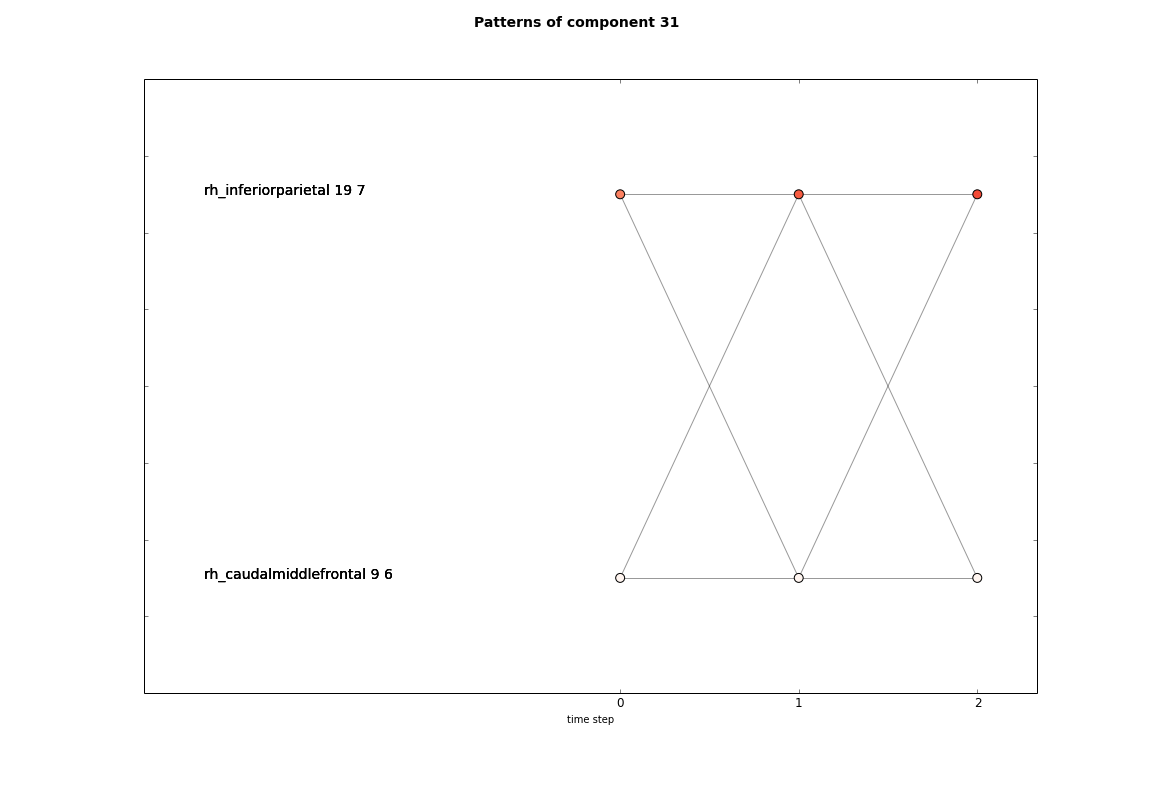 Patterns of component 31
rh_inferiorparietal 19 7
rh_caudalmiddlefrontal 9 6
0 1 2
time step